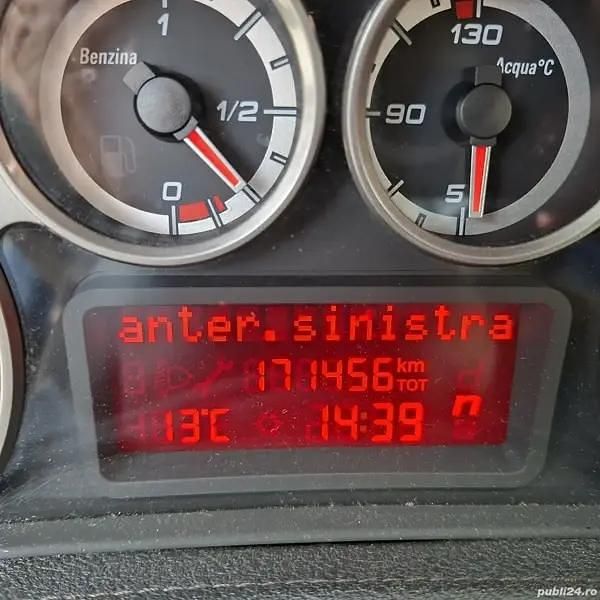 1
Benzina
1/2
0
130
Acqua°C
90
5
anter.sinistra
171456 km TOT
13°C 14:39 n
publi24.ro